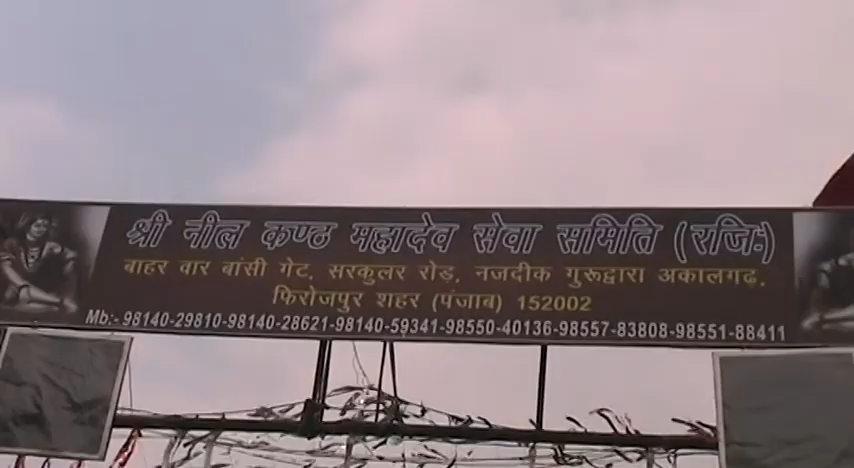 श्री नील कण्ठ महादेव सेवा समिति (रजि:)
बाहर वार बांसी गेट, सरकुलर रोड़, नजदीक गुरूद्वारा अकालगढ़,
फिरोजपुर शहर (पंजाब) 152002
Mb:- 98140-29810-98140-28621-98140-59341-98550-40136-98557-83808-98551-88411